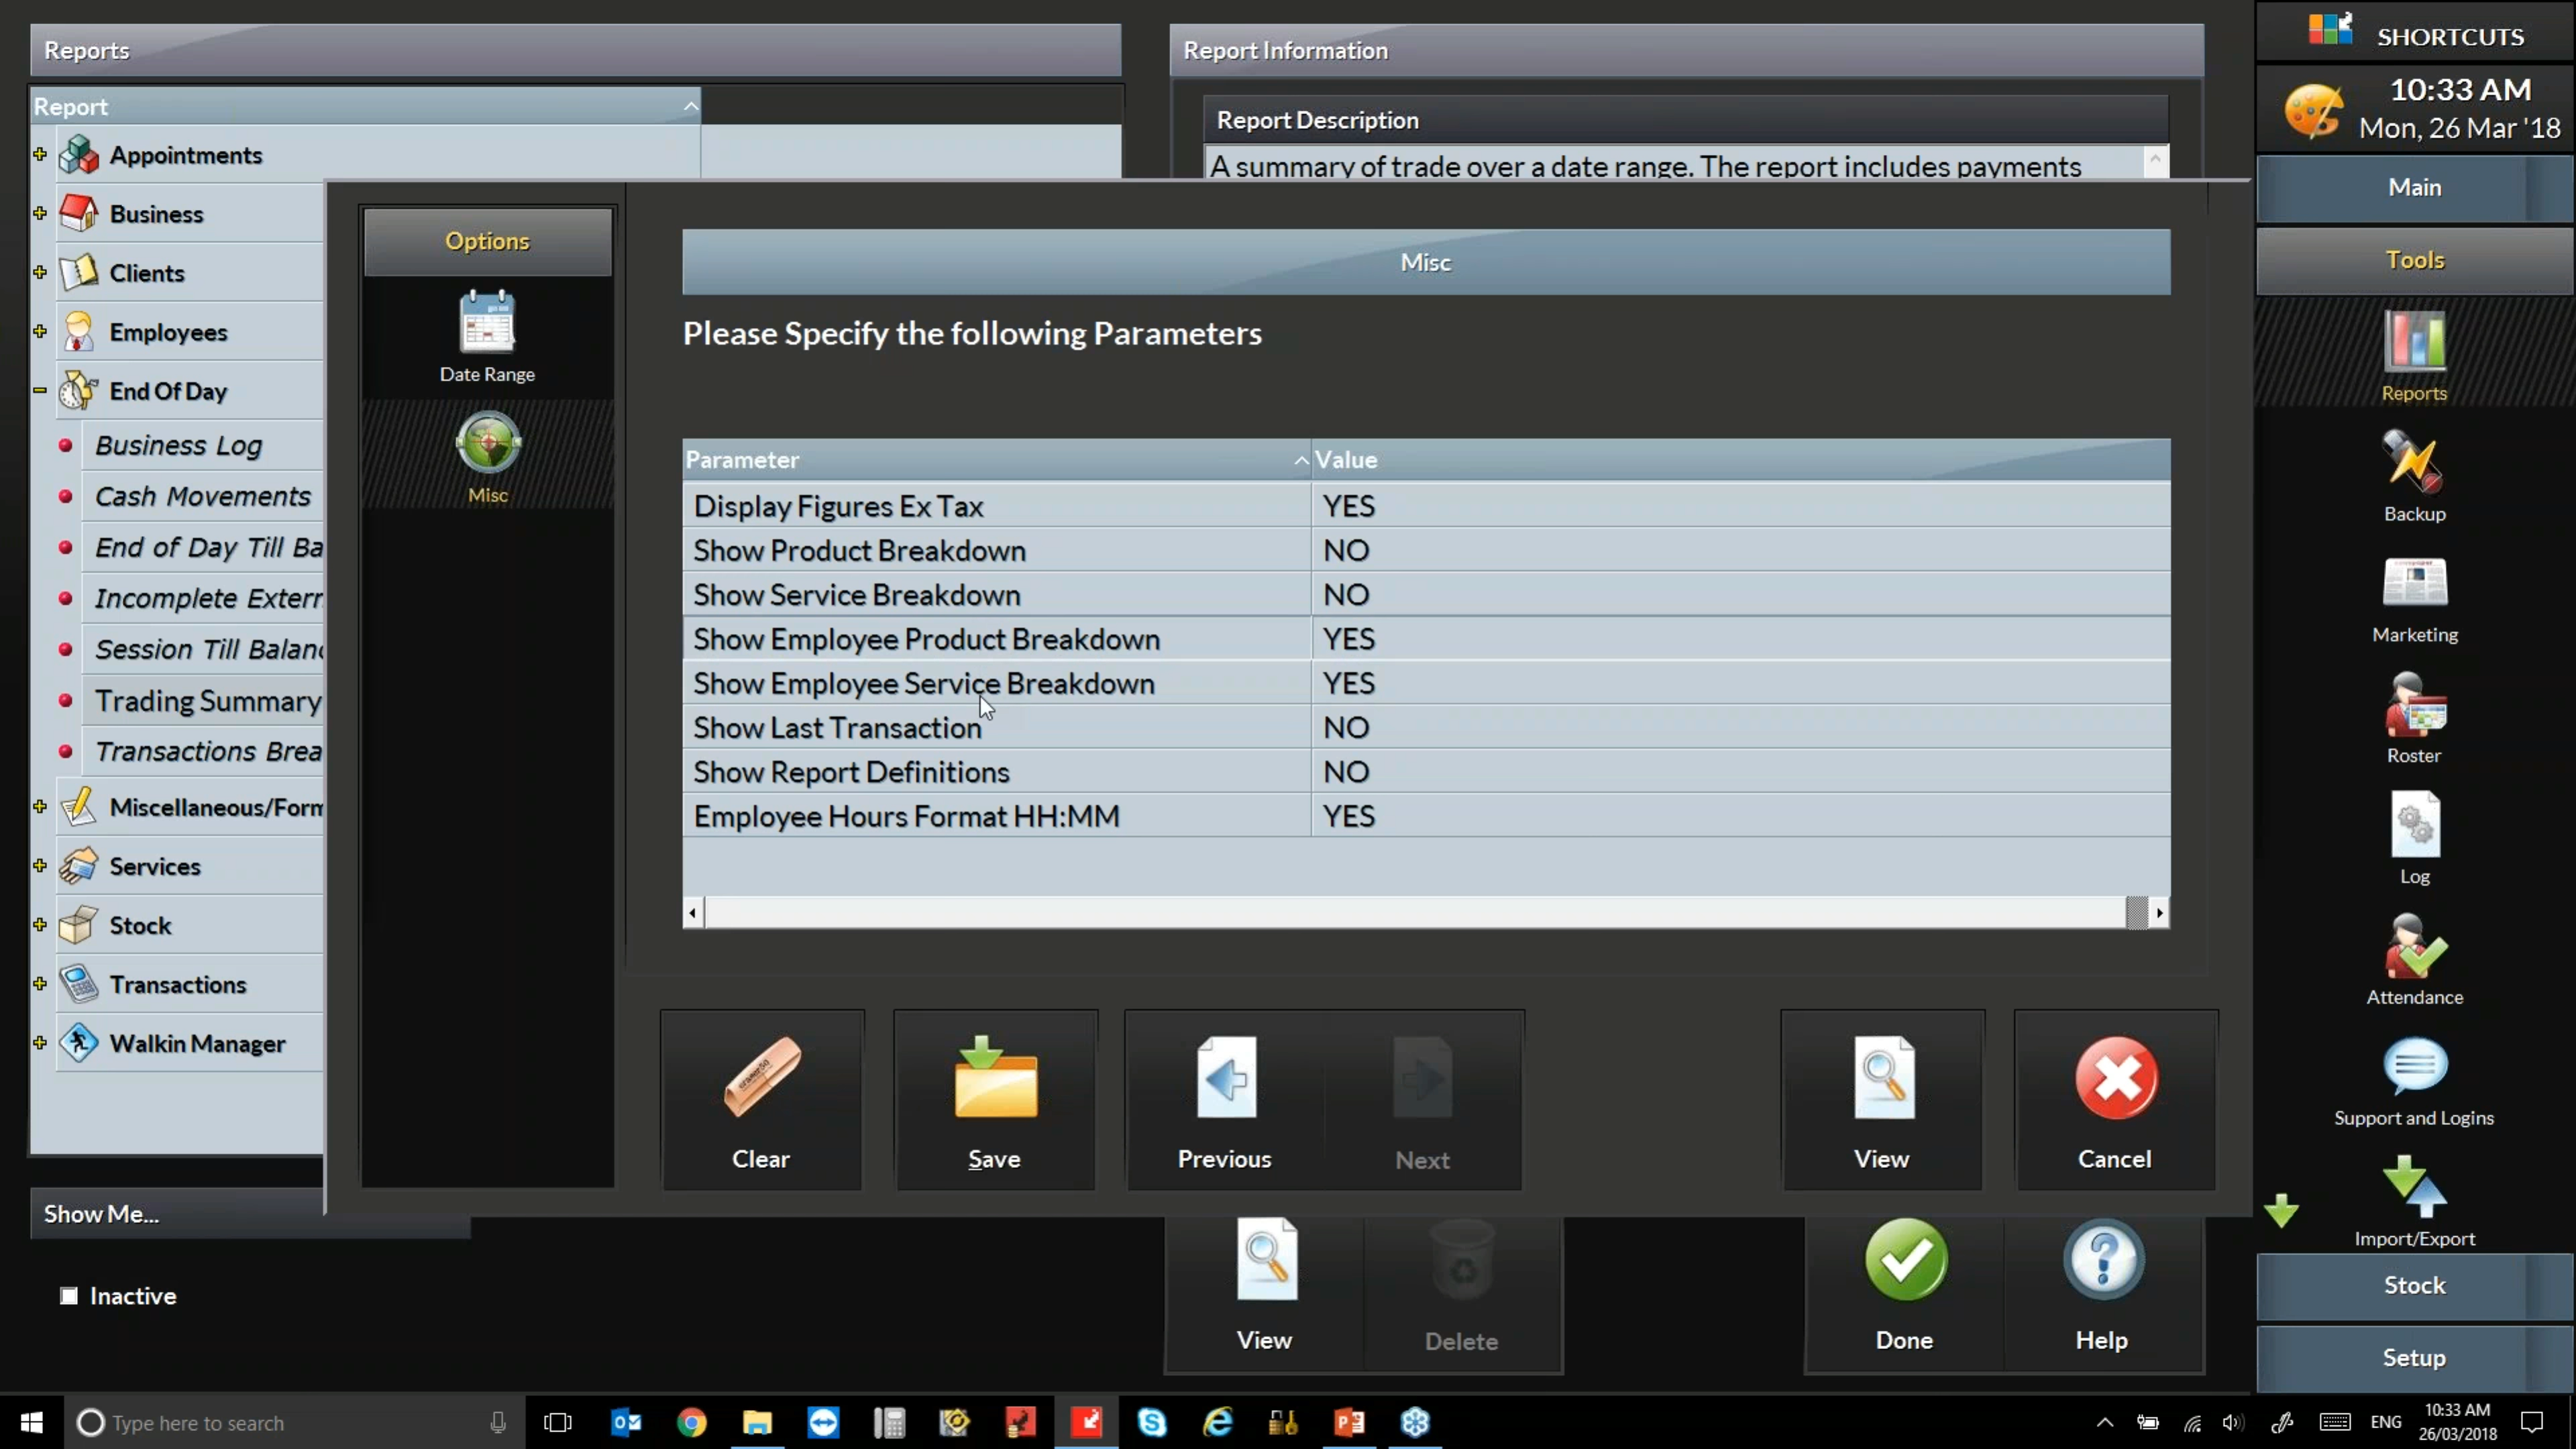 Reports
Report
Appointments
Business
Clients
Employees
End Of Day
Business Log
Cash Movements
End of Day Till Ba
Incomplete Extern
Session Till Balanc
Trading Summary
Transactions Brea
Miscellaneous/Form
Services
Stock
Transactions
Walkin Manager
Show Me...
Inactive
Report Information
Report Description
A summary of trade over a date range. The report includes payments
Options
Date Range
Misc
Misc
Please Specify the following Parameters
Parameter Value
Display Figures Ex Tax YES
Show Product Breakdown NO
Show Service Breakdown NO
Show Employee Product Breakdown YES
Show Employee Service Breakdown YES
Show Last Transaction NO
Show Report Definitions NO
Employee Hours Format HH:MM YES
Clear
Save
Previous
Next
View
Cancel
View
Delete
Done
Help
SHORTCUTS
10:33 AM
Mon, 26 Mar '18
Main
Tools
Reports
Backup
Marketing
Roster
Log
Attendance
Support and Logins
Import/Export
Stock
Setup
Type here to search
ENG
10:33 AM
26/03/2018